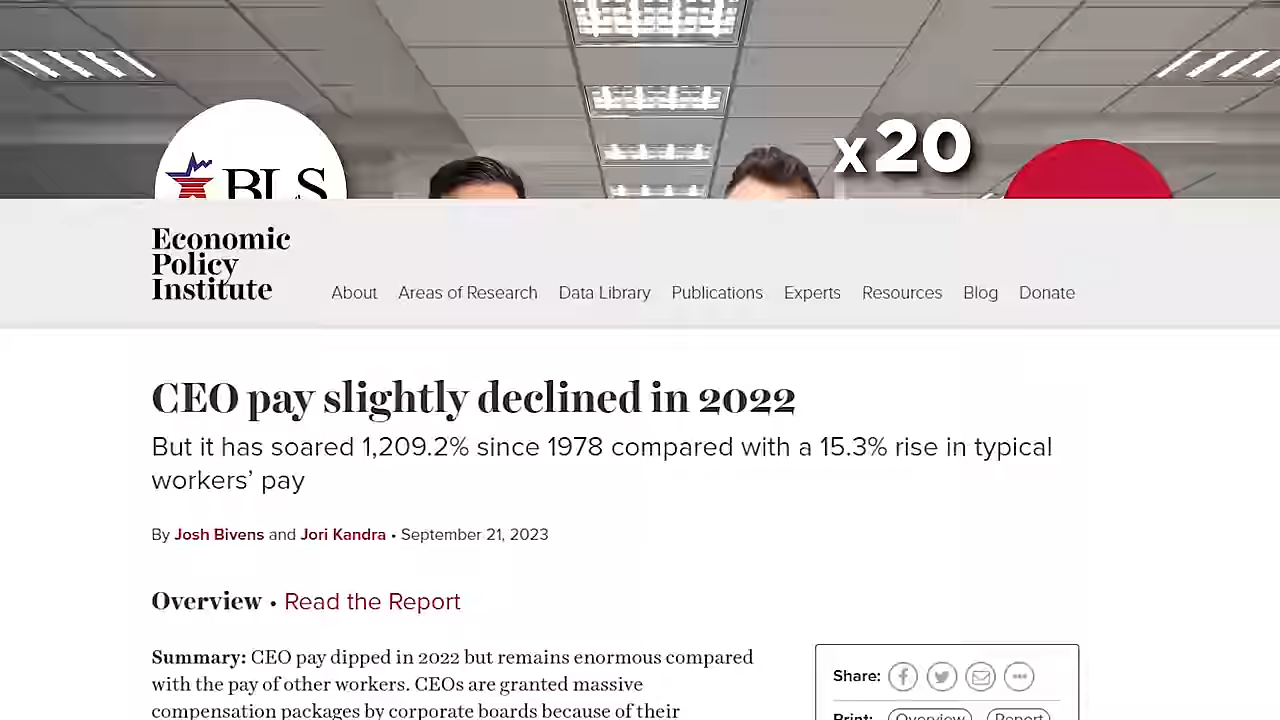 x20
BLS
Economic
Policy
Institute
About Areas of Research Data Library Publications Experts Resources Blog Donate
CEO pay slightly declined in 2022
But it has soared 1,209.2% since 1978 compared with a 15.3% rise in typical
workers’ pay
By Josh Bivens and Jori Kandra • September 21, 2023
Overview • Read the Report
Summary: CEO pay dipped in 2022 but remains enormous compared
with the pay of other workers. CEOs are granted massive
compensation packages by corporate boards because of their
Share:
Print: Overview Report